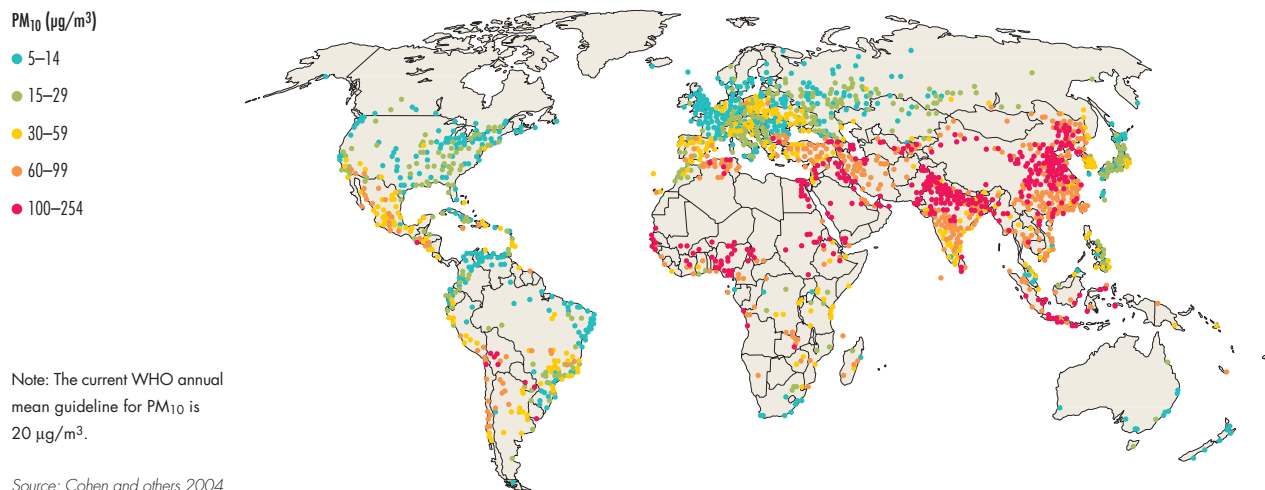 PM₁₀ (µg/m³)
5–14
15–29
30–59
60–99
100–254
Note: The current WHO annual
mean guideline for PM₁₀ is
20 µg/m³.
Source: Cohen and others 2004